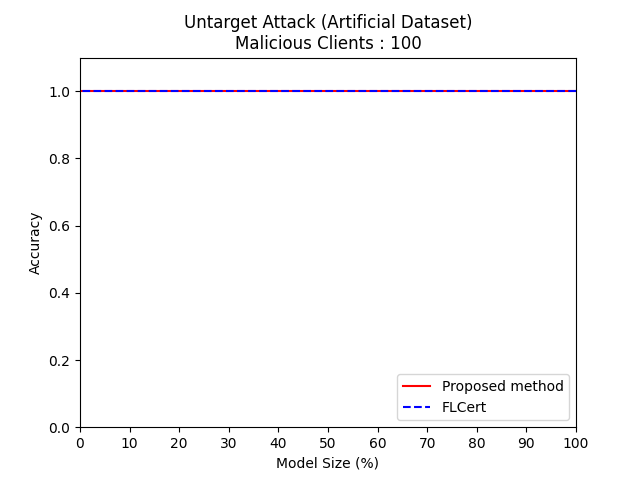 Untarget Attack (Artificial Dataset)
Malicious Clients : 100
1.0
0.8
0.6
0.4
0.2
0.0
Accuracy
Proposed method
FLCert
0 10 20 30 40 50 60 70 80 90 100
Model Size (%)